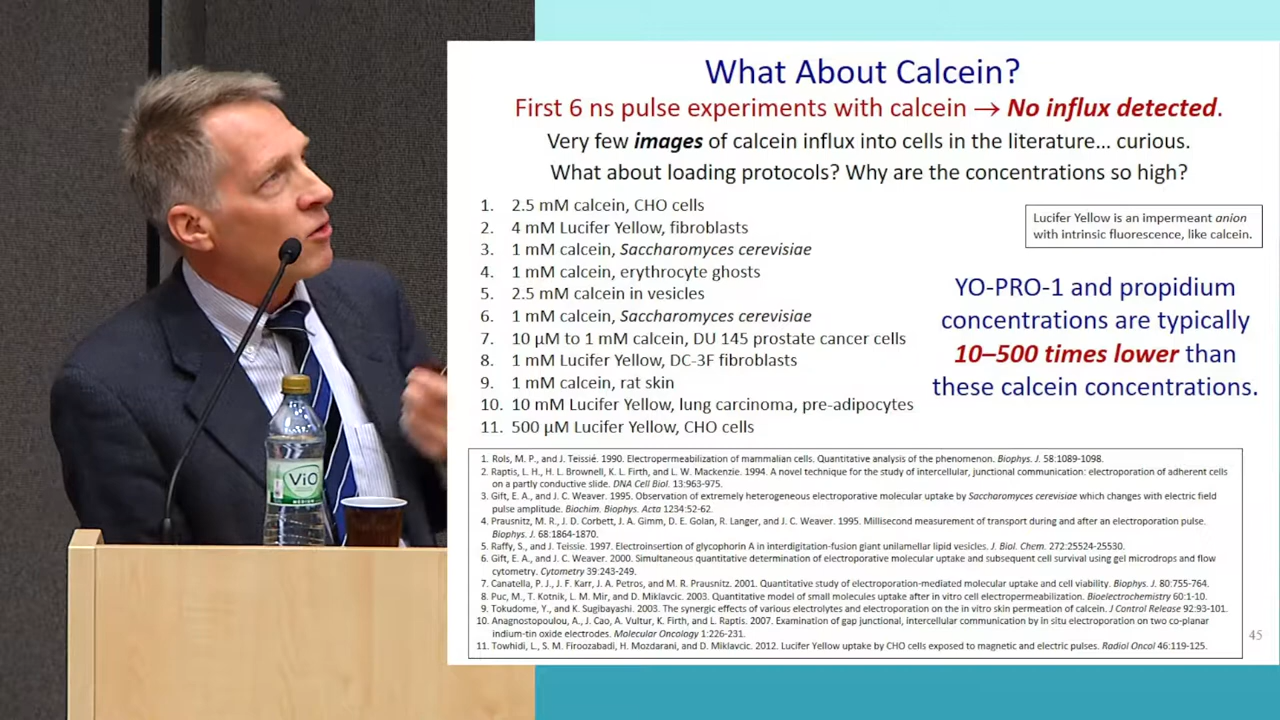 What About Calcein?
First 6 ns pulse experiments with calcein → No influx detected.
Very few images of calcein influx into cells in the literature… curious.
What about loading protocols? Why are the concentrations so high?
1. 2.5 mM calcein, CHO cells
2. 4 mM Lucifer Yellow, fibroblasts
3. 1 mM calcein, Saccharomyces cerevisiae
4. 1 mM calcein, erythrocyte ghosts
5. 2.5 mM calcein in vesicles
6. 1 mM calcein, Saccharomyces cerevisiae
7. 10 µM to 1 mM calcein, DU 145 prostate cancer cells
8. 1 mM Lucifer Yellow, DC-3F fibroblasts
9. 1 mM calcein, rat skin
10. 10 mM Lucifer Yellow, lung carcinoma, pre-adipocytes
11. 500 µM Lucifer Yellow, CHO cells
Lucifer Yellow is an impermeant anion
with intrinsic fluorescence, like calcein.
YO-PRO-1 and propidium
concentrations are typically
10–500 times lower than
these calcein concentrations.
1. Rols, M. P., and J. Teissié. 1990. Electropermeabilization of mammalian cells. Quantitative analysis of the phenomenon. Biophys. J. 58:1089-1098.
2. Raptis, L. H., H. L. Brownell, K. L. Firth, and L. W. Mackenzie. 1994. A novel technique for the study of intercellular, junctional communication: electroporation of adherent cells
on a partly conductive slide. DNA Cell Biol. 13:963-975.
3. Gift, E. A., and J. C. Weaver. 1995. Observation of extremely heterogeneous electroporative molecular uptake by Saccharomyces cerevisiae which changes with electric field
pulse amplitude. Biochim. Biophys. Acta 1234:52-62.
4. Prausnitz, M. R., J. D. Corbett, J. A. Gimm, D. E. Golan, R. Langer, and J. C. Weaver. 1995. Millisecond measurement of transport during and after an electroporation pulse.
Biophys. J. 68:1864-1870.
5. Raffy, S., and J. Teissie. 1997. Electroinsertion of glycophorin A in interdigitation-fusion giant unilamellar lipid vesicles. J. Biol. Chem. 272:25524-25530.
6. Gift, E. A., and J. C. Weaver. 2000. Simultaneous quantitative determination of electroporative molecular uptake and subsequent cell survival using gel microdrops and flow
cytometry. Cytometry 39:243-249.
7. Canatella, P. J., J. F. Karr, J. A. Petros, and M. R. Prausnitz. 2001. Quantitative study of electroporation-mediated molecular uptake and cell viability. Biophys. J. 80:755-764.
8. Puc, M., T. Kotnik, L. M. Mir, and D. Miklavcic. 2003. Quantitative model of small molecules uptake after in vitro cell electropermeabilization. Bioelectrochemistry 60:1-10.
9. Tokudome, Y., and K. Sugibayashi. 2003. The synergic effects of various electrolytes and electroporation on the in vitro skin permeation of calcein. J Control Release 92:93-101.
10. Anagnostopoulou, A., J. Cao, A. Vultur, K. Firth, and L. Raptis. 2007. Examination of gap junctional, intercellular communication by in situ electroporation on two co-planar
indium-tin oxide electrodes. Molecular Oncology 1:226-231.
11. Towhidi, L., S. M. Firoozabadi, H. Mozdarani, and D. Miklavcic. 2012. Lucifer Yellow uptake by CHO cells exposed to magnetic and electric pulses. Radiol Oncol 46:119-125.
45
ViO